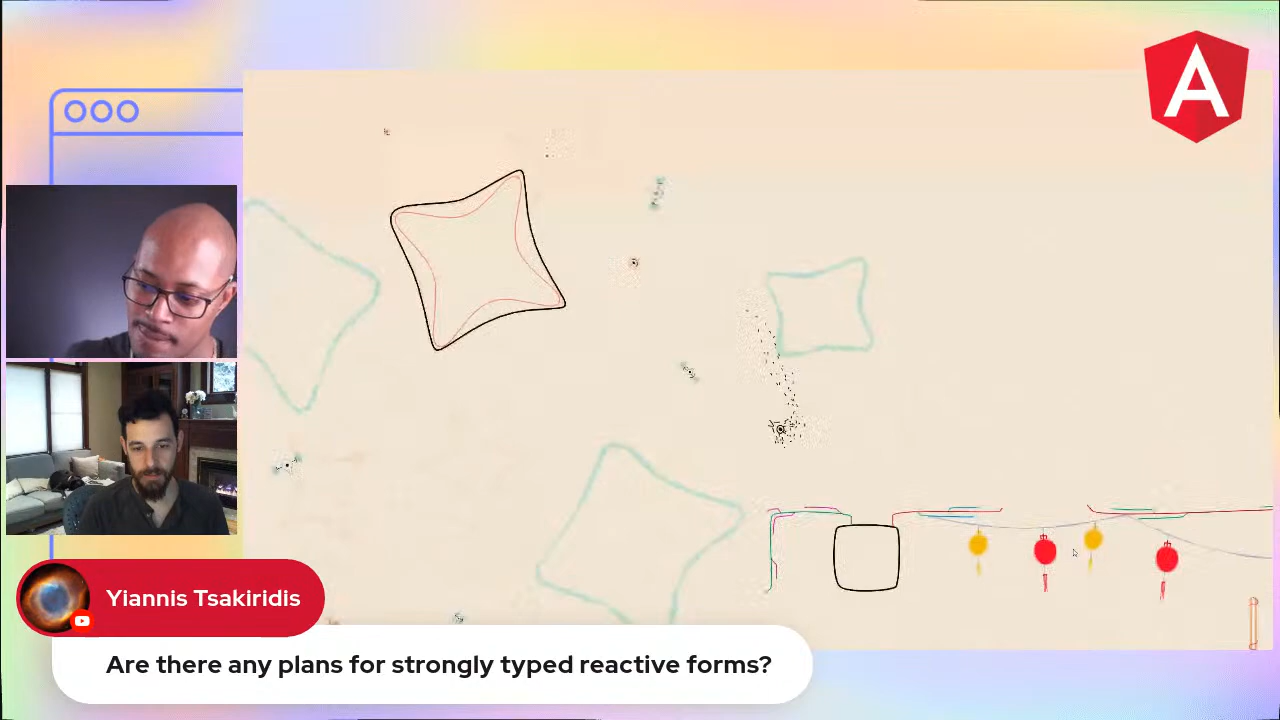 A
Yiannis Tsakiridis
Are there any plans for strongly typed reactive forms?